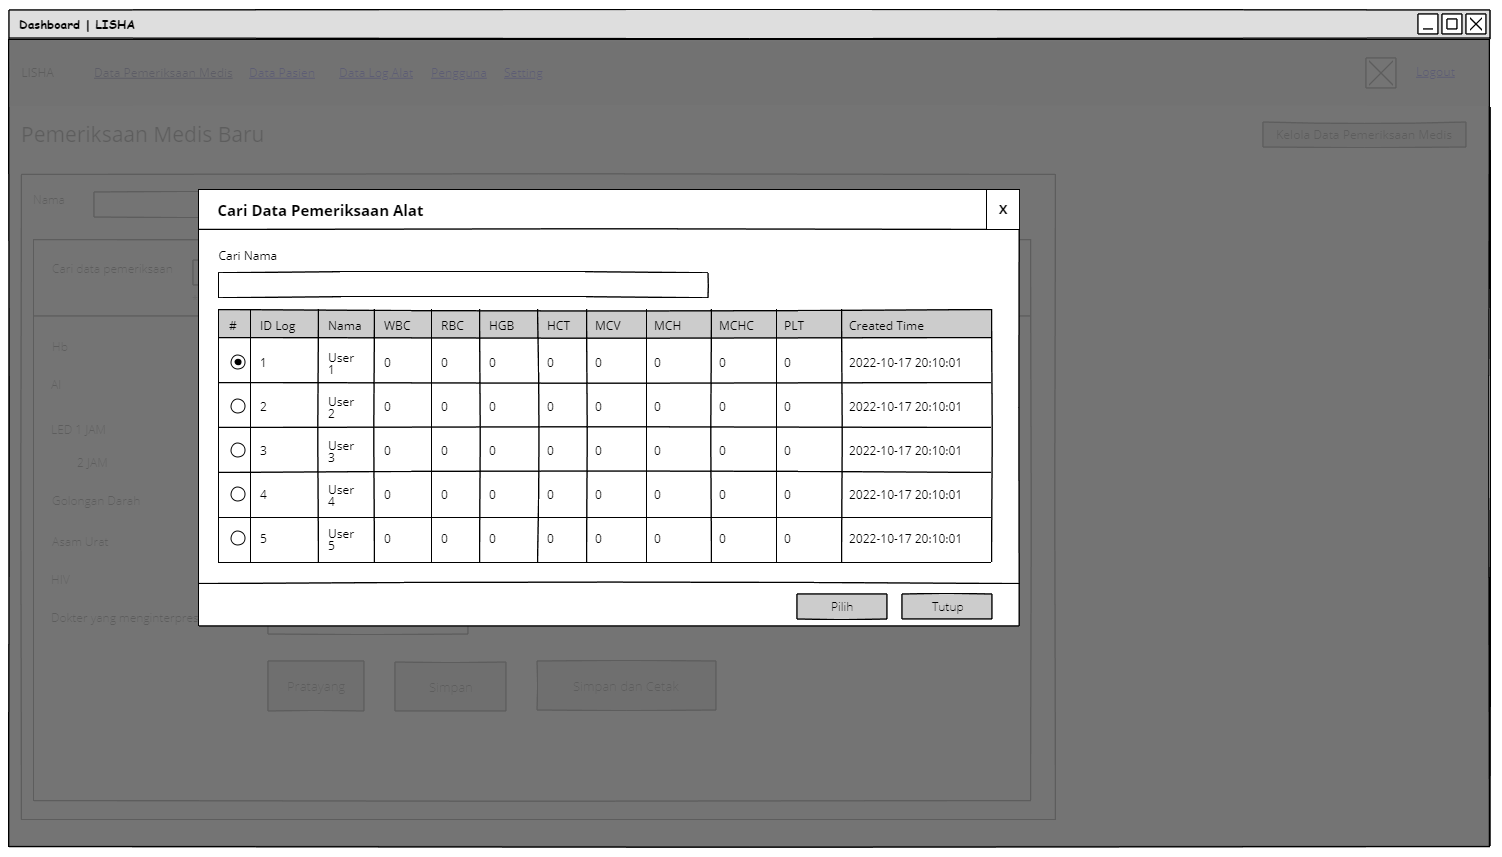 Dashboard | LISHA
LISHA Data Pemeriksaan Medis Data Pasien Data Log Alat Pengguna Setting Logout
Pemeriksaan Medis Baru Kelola Data Pemeriksaan Medis
Nama
Cari Data Pemeriksaan Alat X
Cari Nama
Cari data pemeriksaan
# ID Log Nama WBC RBC HGB HCT MCV MCH MCHC PLT Created Time
1 User 1 0 0 0 0 0 0 0 0 2022-10-17 20:10:01
2 User 2 0 0 0 0 0 0 0 0 2022-10-17 20:10:01
3 User 3 0 0 0 0 0 0 0 0 2022-10-17 20:10:01
4 User 4 0 0 0 0 0 0 0 0 2022-10-17 20:10:01
5 User 5 0 0 0 0 0 0 0 0 2022-10-17 20:10:01
Pilih Tutup
Hb
Al
LED 1 JAM
2 JAM
Golongan Darah
Asam Urat
HIV
Dokter yang menginterpres
Pratayang Simpan Simpan dan Cetak